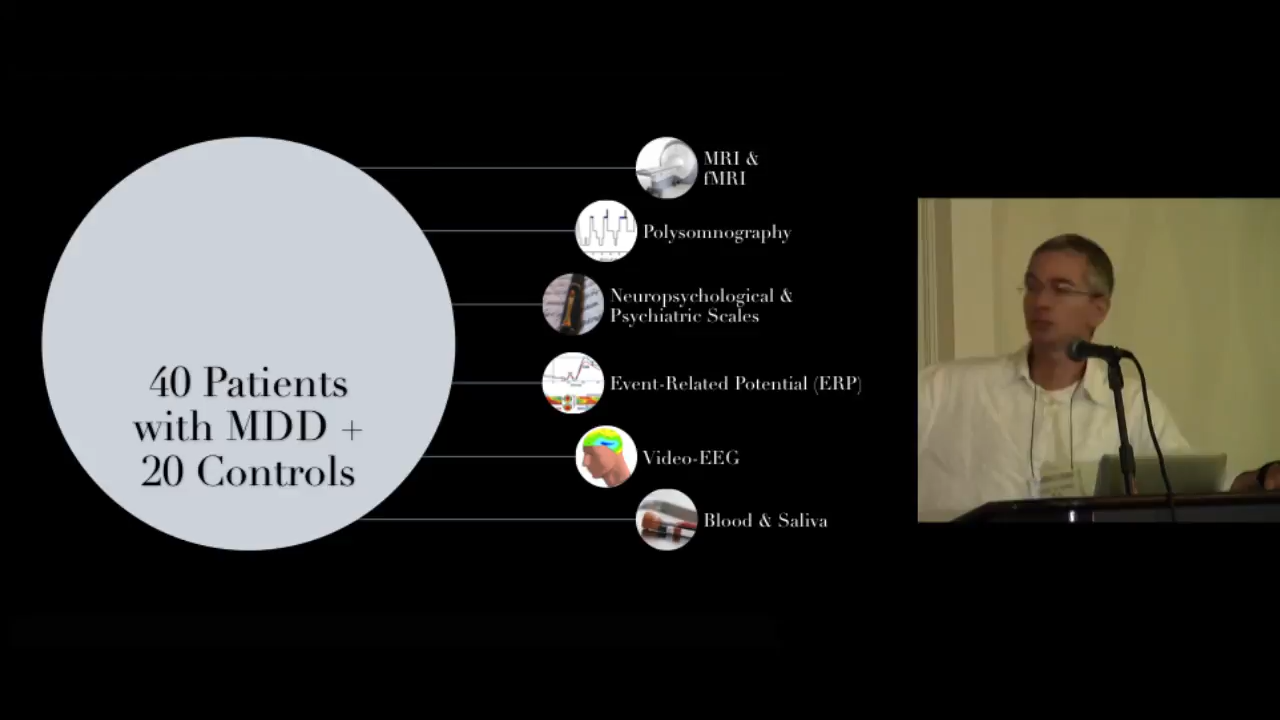 40 Patients
with MDD +
20 Controls
MRI &
fMRI
Polysomnography
Neuropsychological &
Psychiatric Scales
Event-Related Potential (ERP)
Video-EEG
Blood & Saliva